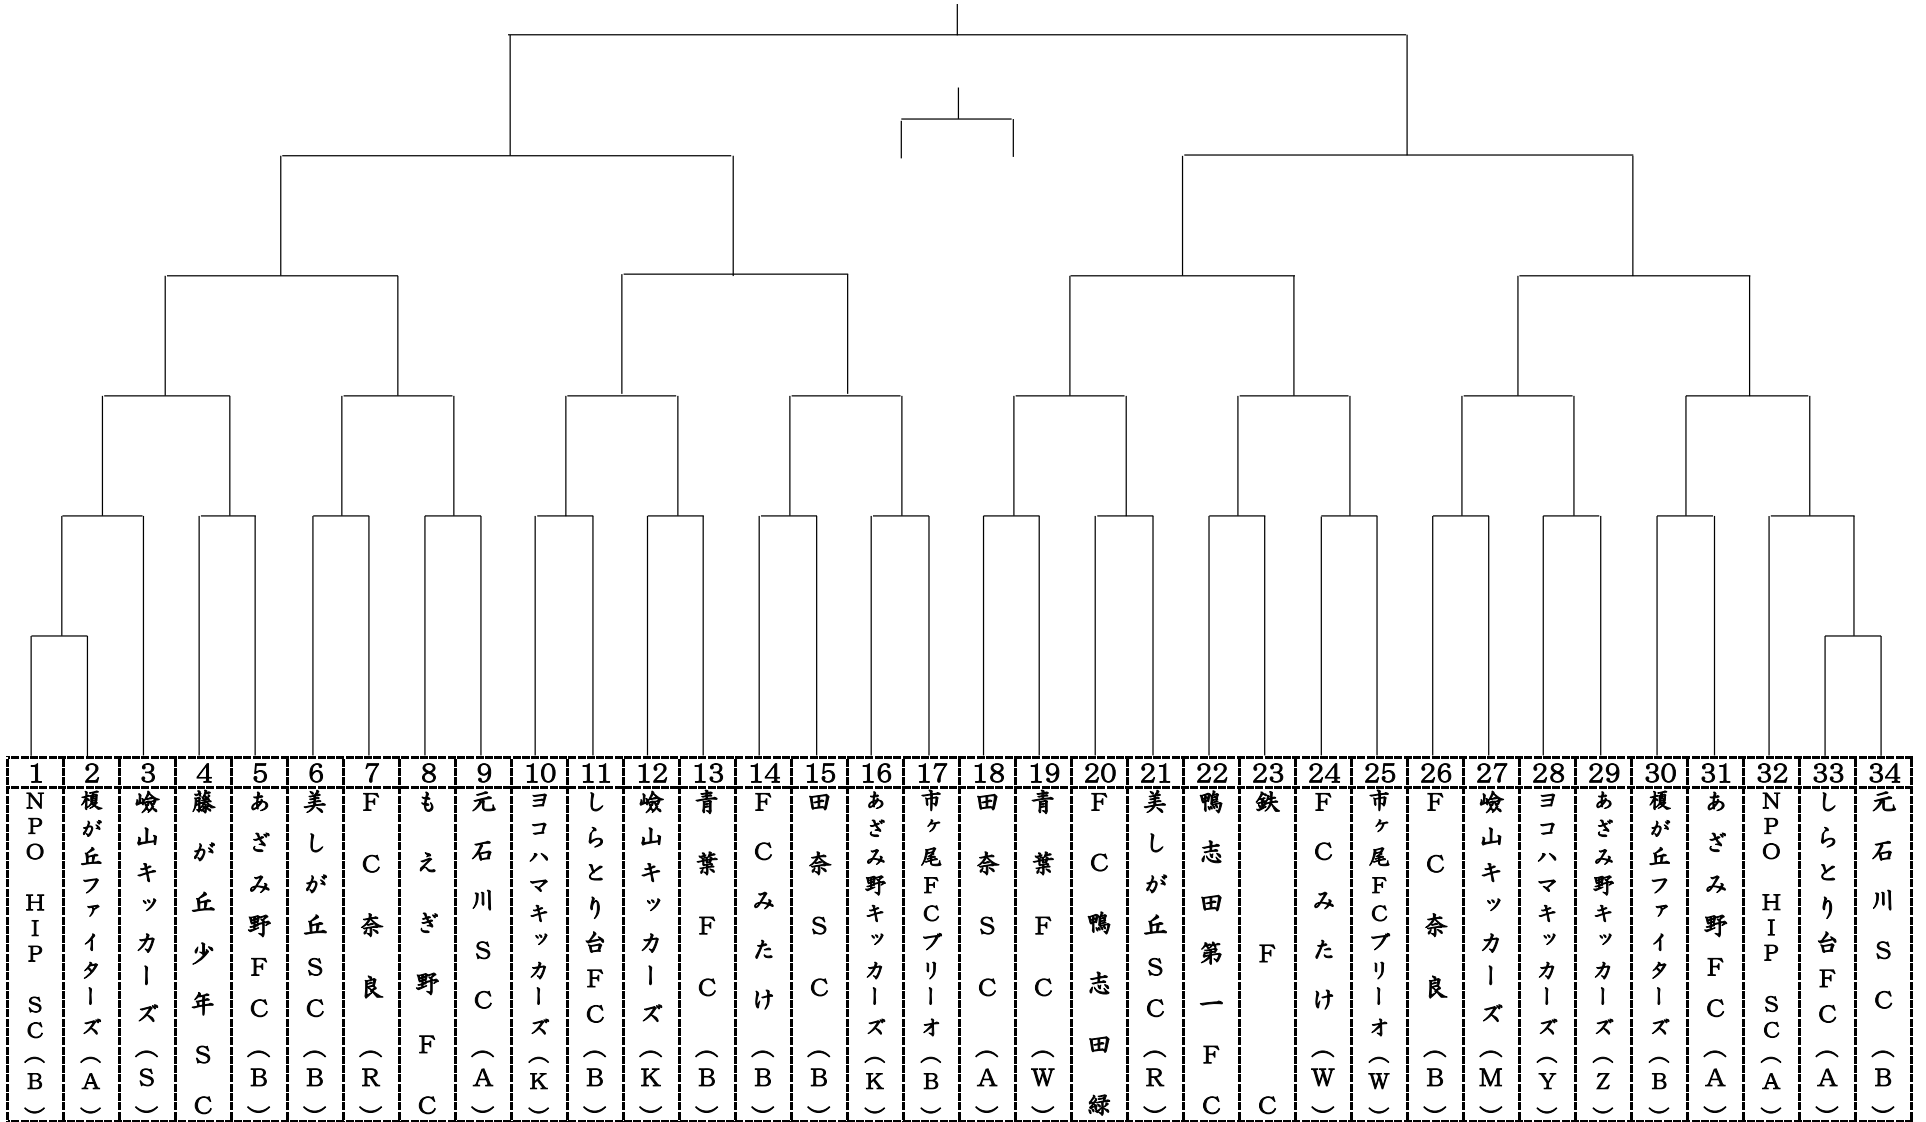 1 2 3 4 5 6 7 8 9 10 11 12 13 14 15 16 17 18 19 20 21 22 23 24 25 26 27 28 29 30 31 32 33 34
NPO HIP SC(B)
榎が丘ファイターズ(A)
嶮山キッカーズ(S)
藤が丘少年SC
あざみ野FC(B)
美しが丘SC(B)
FC奈良(R)
もえぎ野FC
元石川SC(A)
ヨコハマキッカーズ(K)
しらとり台FC(B)
嶮山キッカーズ(K)
青葉FC(B)
FCみたけ(B)
田奈SC(B)
あざみ野キッカーズ(K)
市ヶ尾FCプリーオ(B)
田奈SC(A)
青葉FC(W)
FC鴨志田緑
美しが丘SC(R)
鴨志田第一FC
鉄FC
FCみたけ(W)
市ヶ尾FCプリーオ(W)
FC奈良(B)
嶮山キッカーズ(M)
ヨコハマキッカーズ(Y)
あざみ野キッカーズ(Z)
榎が丘ファイターズ(B)
あざみ野FC(A)
NPO HIP SC(A)
しらとり台FC(A)
元石川SC(B)